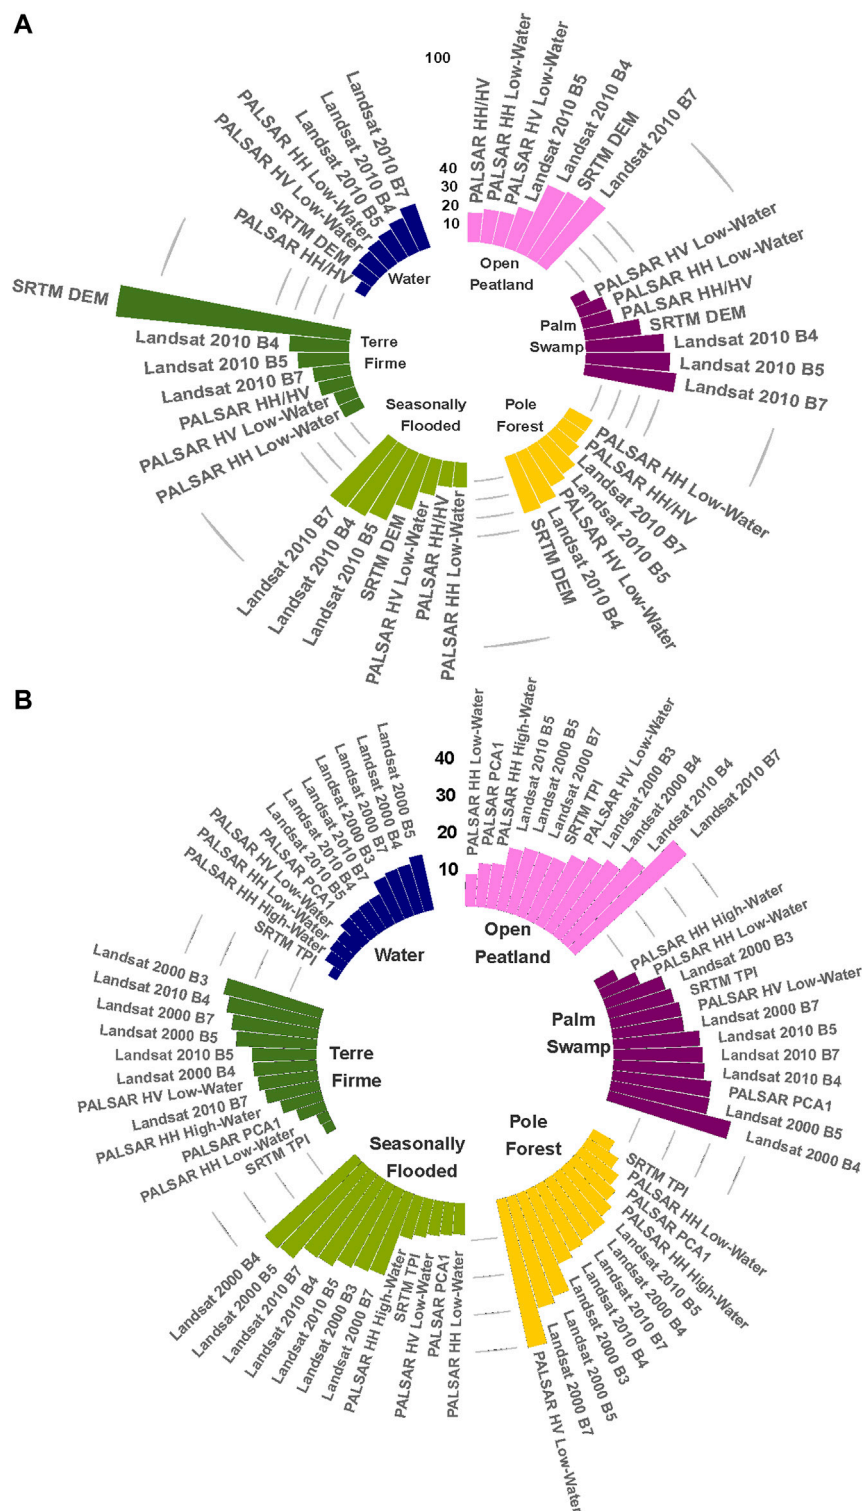 A
100
40
30
20
10
PALSAR HH/HV
PALSAR HH Low-Water
PALSAR HV Low-Water
Landsat 2010 B5
Landsat 2010 B4
SRTM DEM
Landsat 2010 B7
Open
Peatland
PALSAR HV Low-Water
PALSAR HH Low-Water
PALSAR HH/HV
SRTM DEM
Landsat 2010 B4
Landsat 2010 B5
Landsat 2010 B7
Palm
Swamp
PALSAR HH Low-Water
PALSAR HH/HV
Landsat 2010 B7
Landsat 2010 B5
PALSAR HV Low-Water
Landsat 2010 B4
SRTM DEM
Pole
Forest
PALSAR HH Low-Water
PALSAR HH/HV
PALSAR HV Low-Water
SRTM DEM
Landsat 2010 B5
Landsat 2010 B4
Landsat 2010 B7
Seasonally
Flooded
PALSAR HH Low-Water
PALSAR HV Low-Water
PALSAR HH/HV
Landsat 2010 B7
Landsat 2010 B5
Landsat 2010 B4
SRTM DEM
Terre
Firme
PALSAR HH/HV
SRTM DEM
PALSAR HV Low-Water
PALSAR HH Low-Water
Landsat 2010 B5
Landsat 2010 B4
Landsat 2010 B7
Water
B
40
30
20
10
PALSAR HH Low-Water
PALSAR PCA1
PALSAR HH High-Water
Landsat 2010 B5
Landsat 2000 B5
Landsat 2000 B7
SRTM TPI
PALSAR HV Low-Water
Landsat 2000 B3
Landsat 2000 B4
Landsat 2010 B4
Landsat 2010 B7
Open
Peatland
PALSAR HH High-Water
PALSAR HH Low-Water
Landsat 2000 B3
SRTM TPI
PALSAR HV Low-Water
Landsat 2000 B7
Landsat 2010 B5
Landsat 2010 B7
Landsat 2010 B4
PALSAR PCA1
Landsat 2000 B5
Landsat 2000 B4
Palm
Swamp
SRTM TPI
PALSAR HH Low-Water
PALSAR PCA1
PALSAR HH High-Water
Landsat 2010 B5
Landsat 2000 B4
Landsat 2010 B7
Landsat 2010 B4
Landsat 2000 B3
Landsat 2000 B5
Landsat 2000 B7
PALSAR HV Low-Water
Pole
Forest
PALSAR HH Low-Water
PALSAR PCA1
PALSAR HV Low-Water
SRTM TPI
PALSAR HH High-Water
Landsat 2000 B7
Landsat 2000 B3
Landsat 2010 B5
Landsat 2010 B4
Landsat 2010 B7
Landsat 2000 B5
Landsat 2000 B4
Seasonally
Flooded
SRTM TPI
PALSAR HH Low-Water
PALSAR PCA1
PALSAR HH High-Water
Landsat 2010 B7
PALSAR HV Low-Water
Landsat 2000 B4
Landsat 2010 B5
Landsat 2000 B5
Landsat 2000 B7
Landsat 2010 B4
Landsat 2000 B3
Terre
Firme
SRTM TPI
PALSAR HH High-Water
PALSAR HH Low-Water
PALSAR HV Low-Water
PALSAR PCA1
Landsat 2010 B5
Landsat 2010 B4
Landsat 2010 B7
Landsat 2000 B3
Landsat 2000 B7
Landsat 2000 B4
Landsat 2000 B5
Water